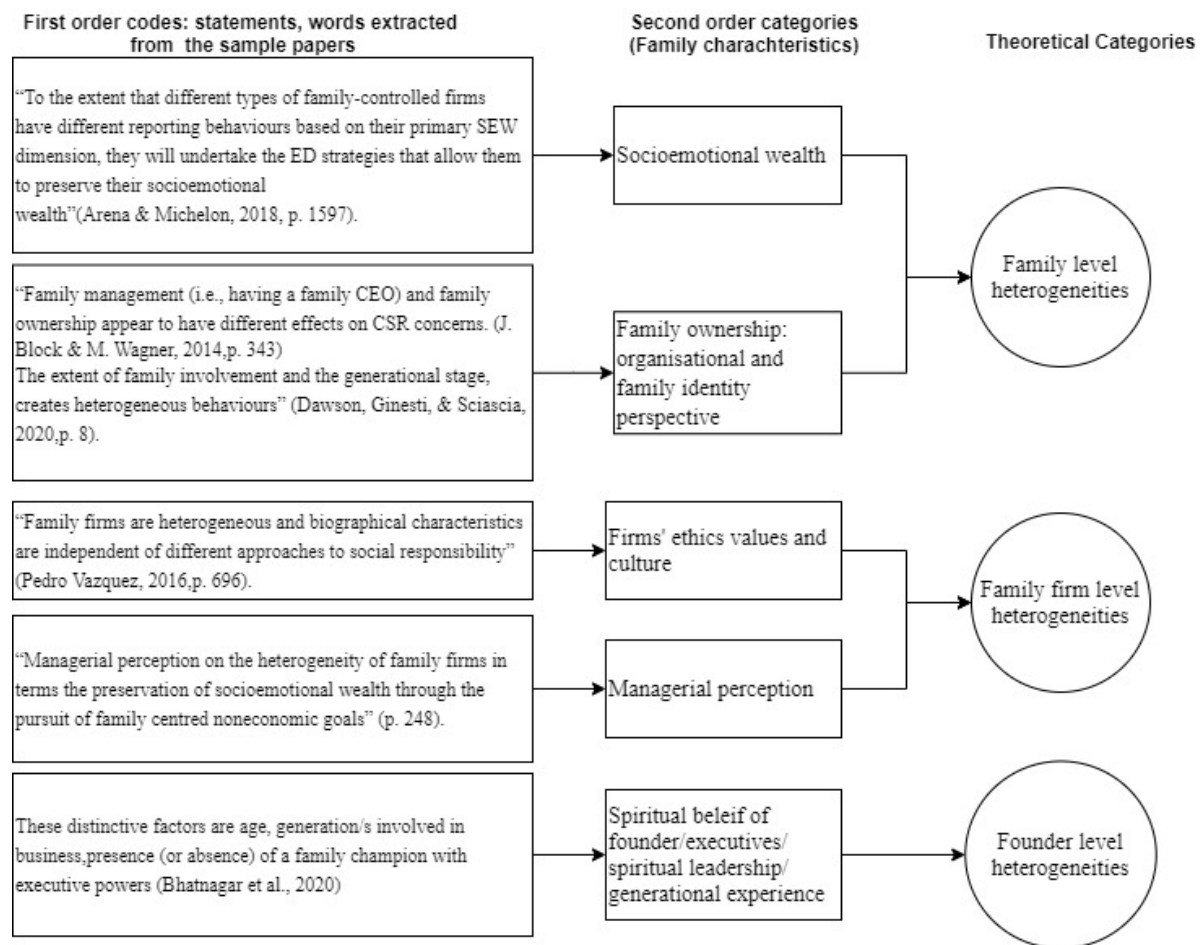 First order codes: statements, words extracted
from the sample papers
Second order categories
(Family charachteristics)
Theoretical Categories
“To the extent that different types of family-controlled firms
have different reporting behaviours based on their primary SEW
dimension, they will undertake the ED strategies that allow them
to preserve their socioemotional
wealth”(Arena & Michelon, 2018, p. 1597).
Socioemotional wealth
Family level
heterogeneities
“Family management (i.e., having a family CEO) and family
ownership appear to have different effects on CSR concerns. (J.
Block & M. Wagner, 2014,p. 343)
The extent of family involvement and the generational stage,
creates heterogeneous behaviours” (Dawson, Ginesti, & Sciascia,
2020,p. 8).
Family ownership:
organisational and
family identity
perspective
“Family firms are heterogeneous and biographical characteristics
are independent of different approaches to social responsibility”
(Pedro Vazquez, 2016,p. 696).
Firms' ethics values and
culture
Family firm level
heterogeneities
“Managerial perception on the heterogeneity of family firms in
terms the preservation of socioemotional wealth through the
pursuit of family centred noneconomic goals” (p. 248).
Managerial perception
These distinctive factors are age, generation/s involved in
business,presence (or absence) of a family champion with
executive powers (Bhatnagar et al., 2020)
Spiritual beleif of
founder/executives/
spiritual leadership/
generational experience
Founder level
heterogeneities